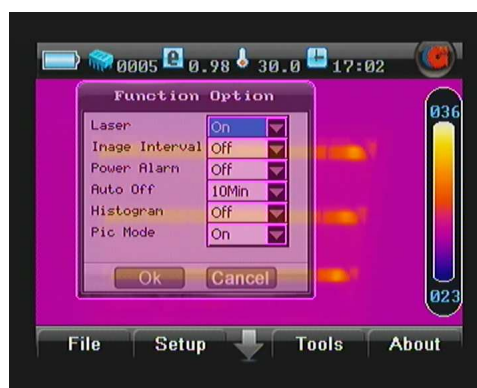 0005 0.98 30.0 17:02
Function Option
036
Laser On
Image Interval Off
Power Alarm Off
Auto Off 10Min
Histogran Off
Pic Mode On
Ok Cancel
023
File Setup Tools About